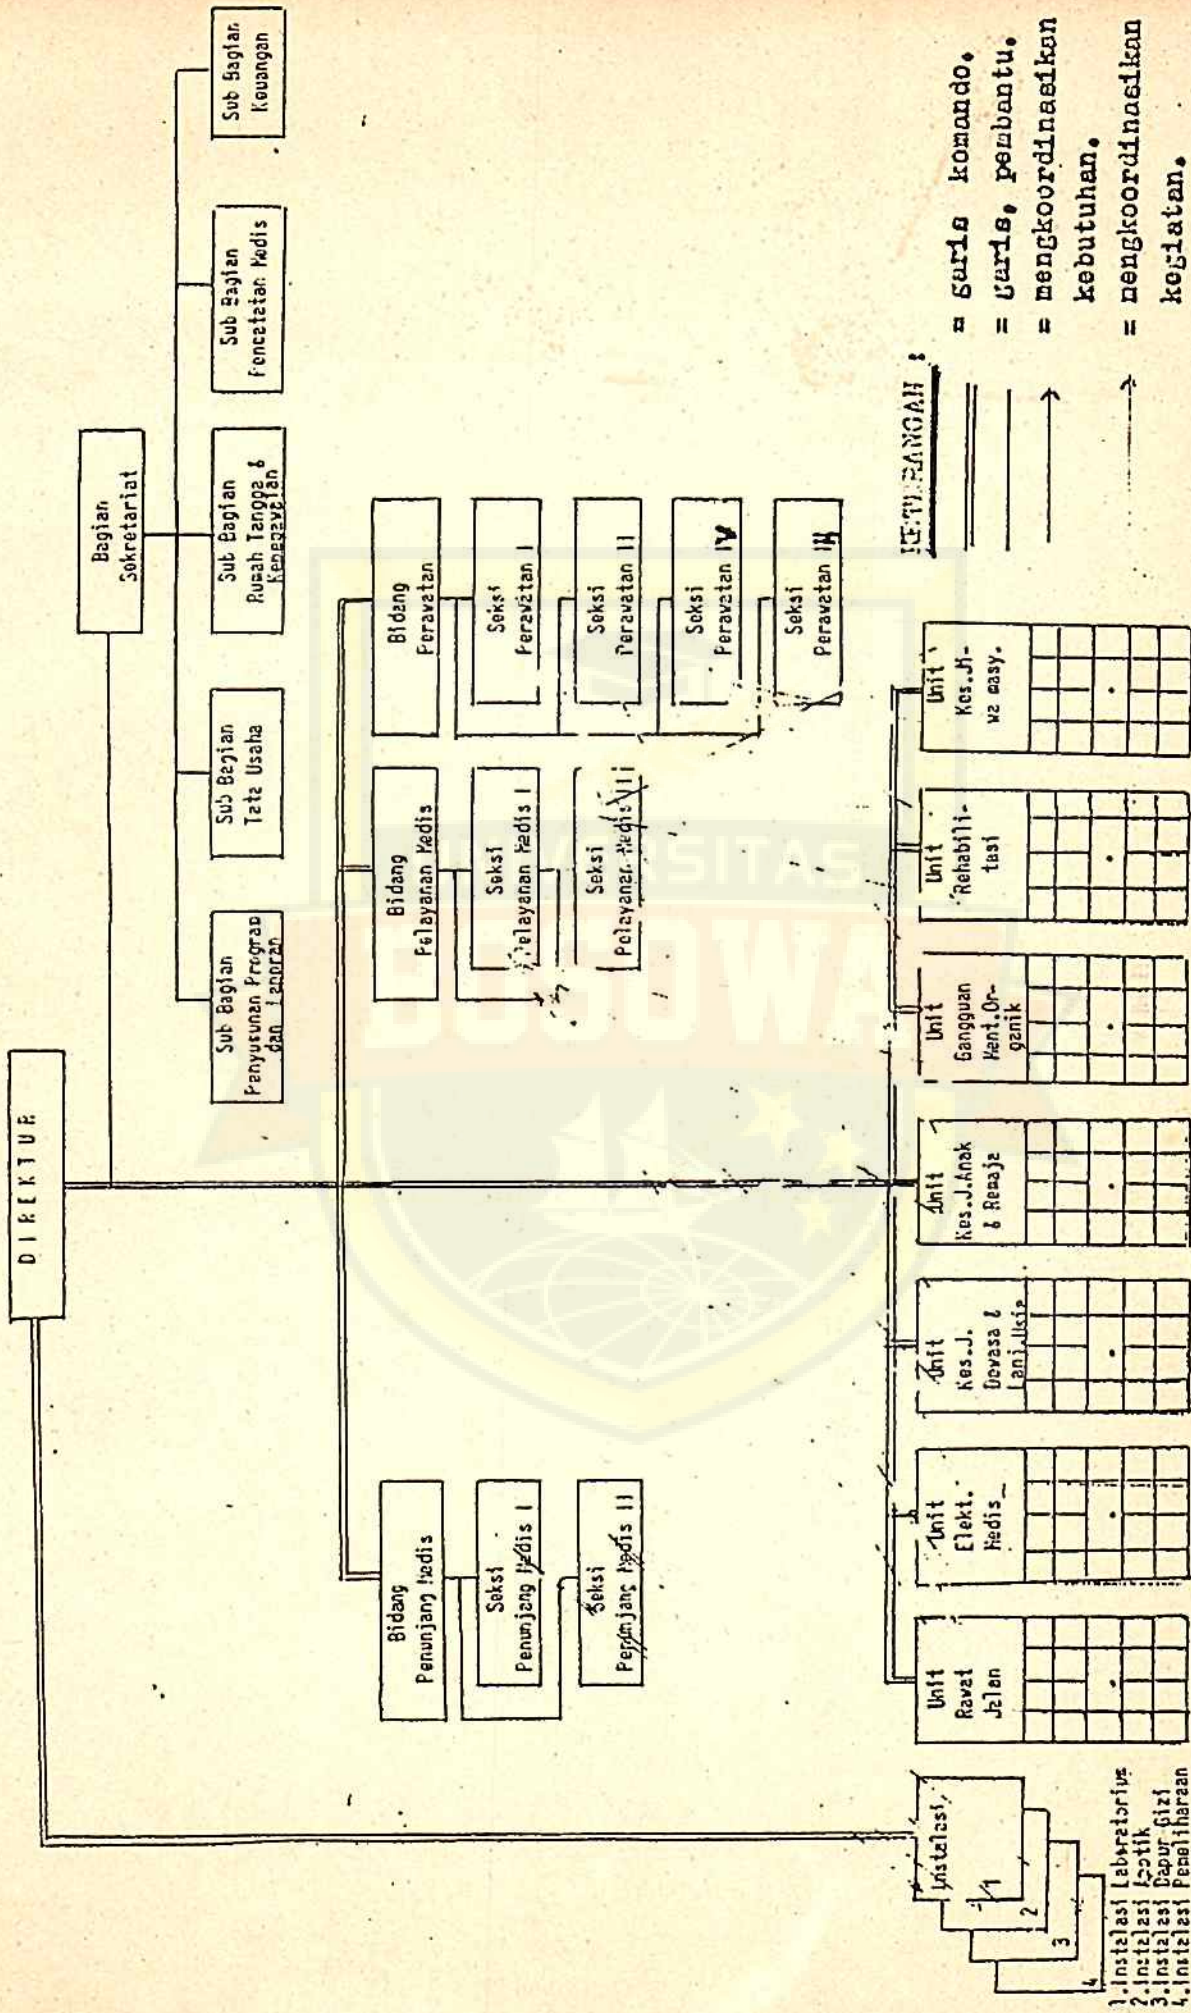 DIREKTUR
Bagian
Sekretariat
Sub Bagian
Penyusunan Program
dan Laporan
Sub Bagian
Tata Usaha
Sub Bagian
Rumah Tangga &
Kepegawaian
Sub Bagian
Pencatatan Medis
Sub Bagian
Keuangan
Bidang
Penunjang Medis
Seksi
Penunjang Medis I
Seksi
Penunjang Medis II
Bidang
Pelayanan Medis
Seksi
Pelayanan Medis I
Seksi
Pelayanan Medis II
Bidang
Perawatan
Seksi
Perawatan I
Seksi
Perawatan II
Seksi
Perawatan IV
Seksi
Perawatan III
UNIVERSITAS
BOSOWA
Instalasi
1
2
3
4
1.Instalasi Laboratorium
2.Instalasi Apotik
3.Instalasi Dapur Gizi
4.Instalasi Pemeliharaan
Unit
Rawat
Jalan
Unit
Elekt.
Medis
Unit
Kes.J.
Dewasa &
Lanj.Usia
Unit
Kes.J.Anak
& Remaja
Unit
Gangguan
Ment.Or-
ganik
Unit
Rehabili-
tasi
Unit
Kes.Ji-
wa masy.
KETERANGAN :
= garis komando.
= garis, pembantu.
= mengkoordinasikan
kebutuhan.
= mengkoordinasikan
kegiatan.